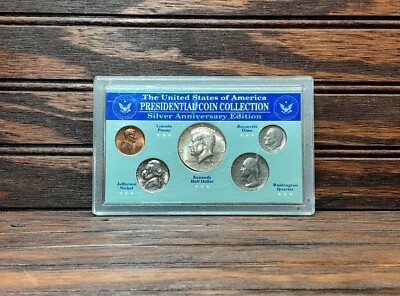 The United States of America
PRESIDENTIAL COIN COLLECTION
Silver Anniversary Edition
Lincoln
Penny
Roosevelt
Dime
Jefferson
Nickel
Kennedy
Half Dollar
Washington
Quarter